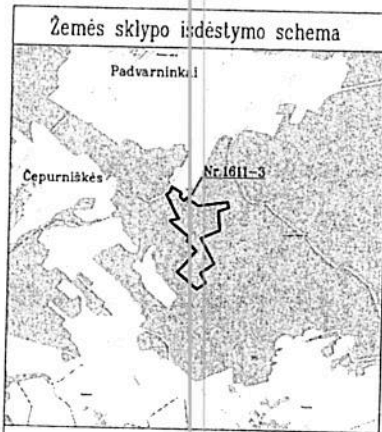 Žemės sklypo išdėstymo schema
Padvarninkai
Čepurniškės
Nr.1611-3